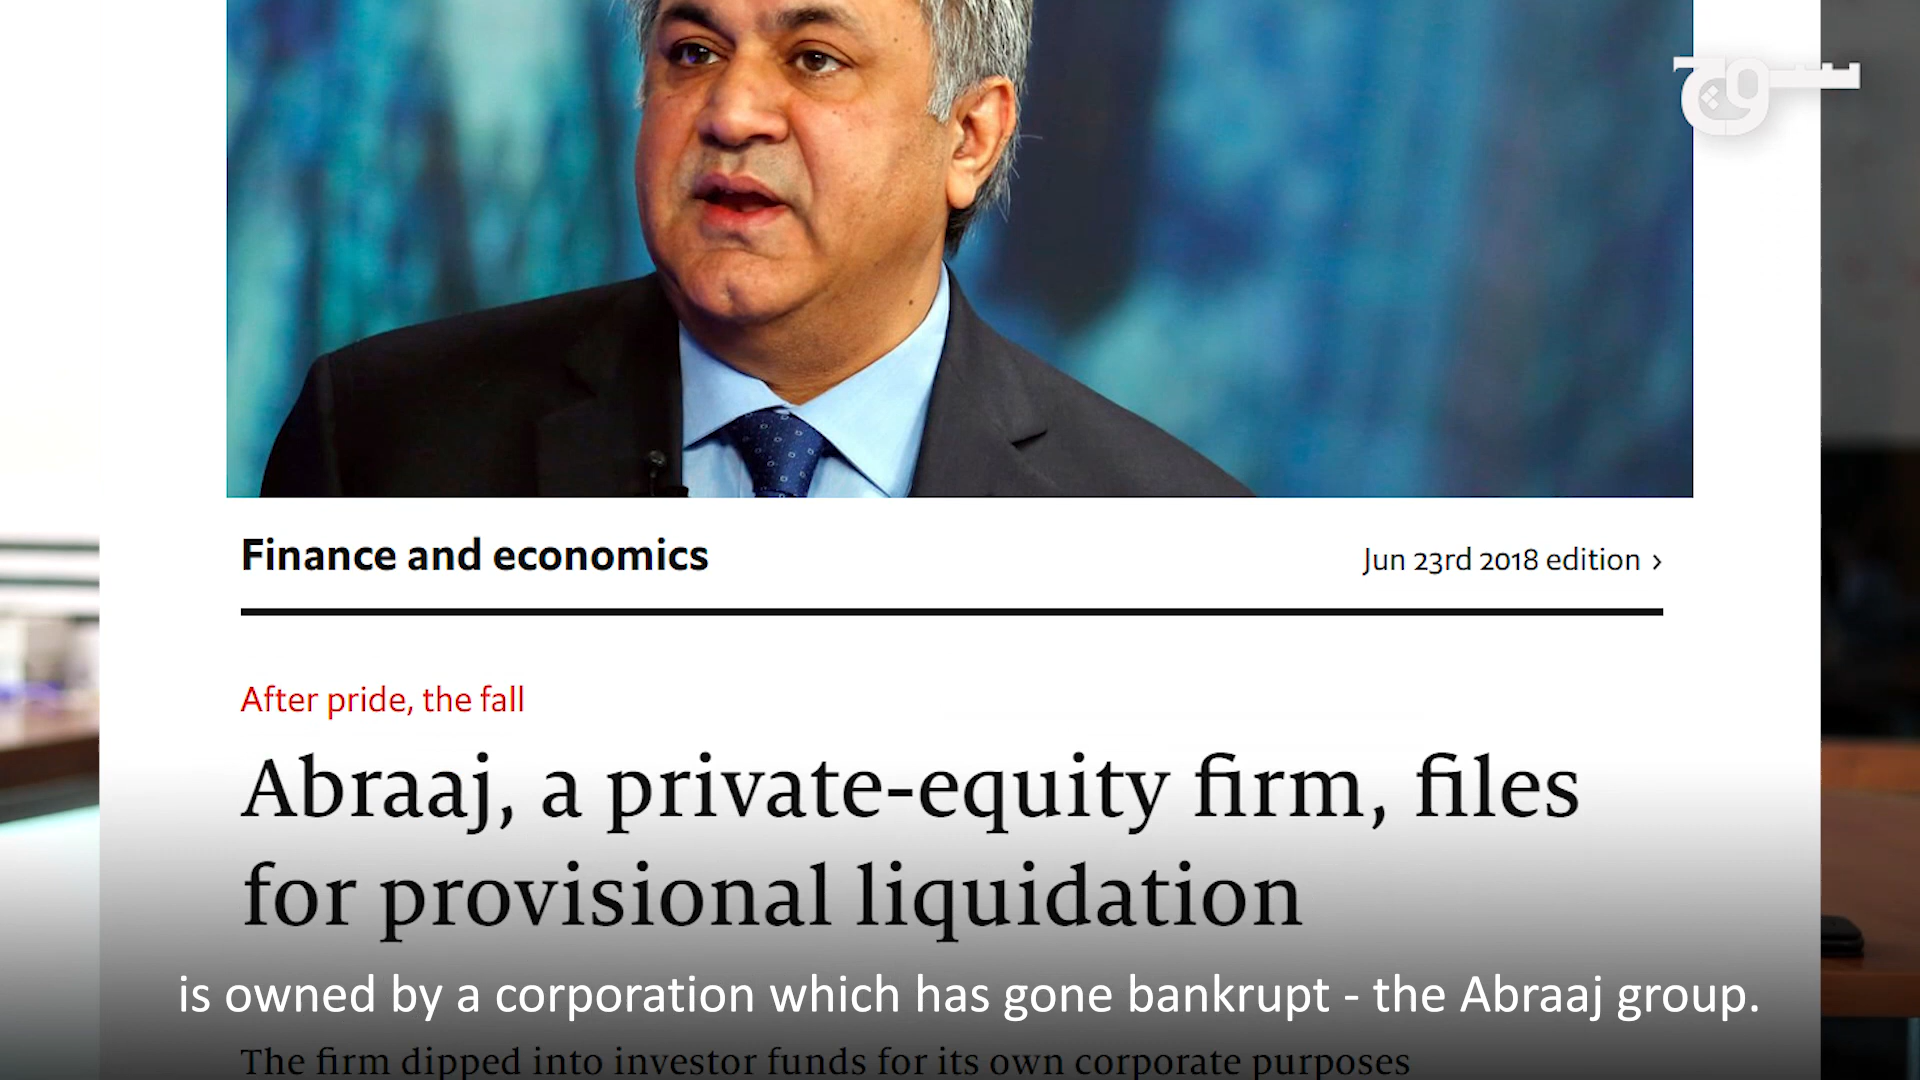 سوچ
Finance and economics
Jun 23rd 2018 edition >
After pride, the fall
Abraaj, a private-equity firm, files
for provisional liquidation
is owned by a corporation which has gone bankrupt - the Abraaj group.
The firm dipped into investor funds for its own corporate purposes